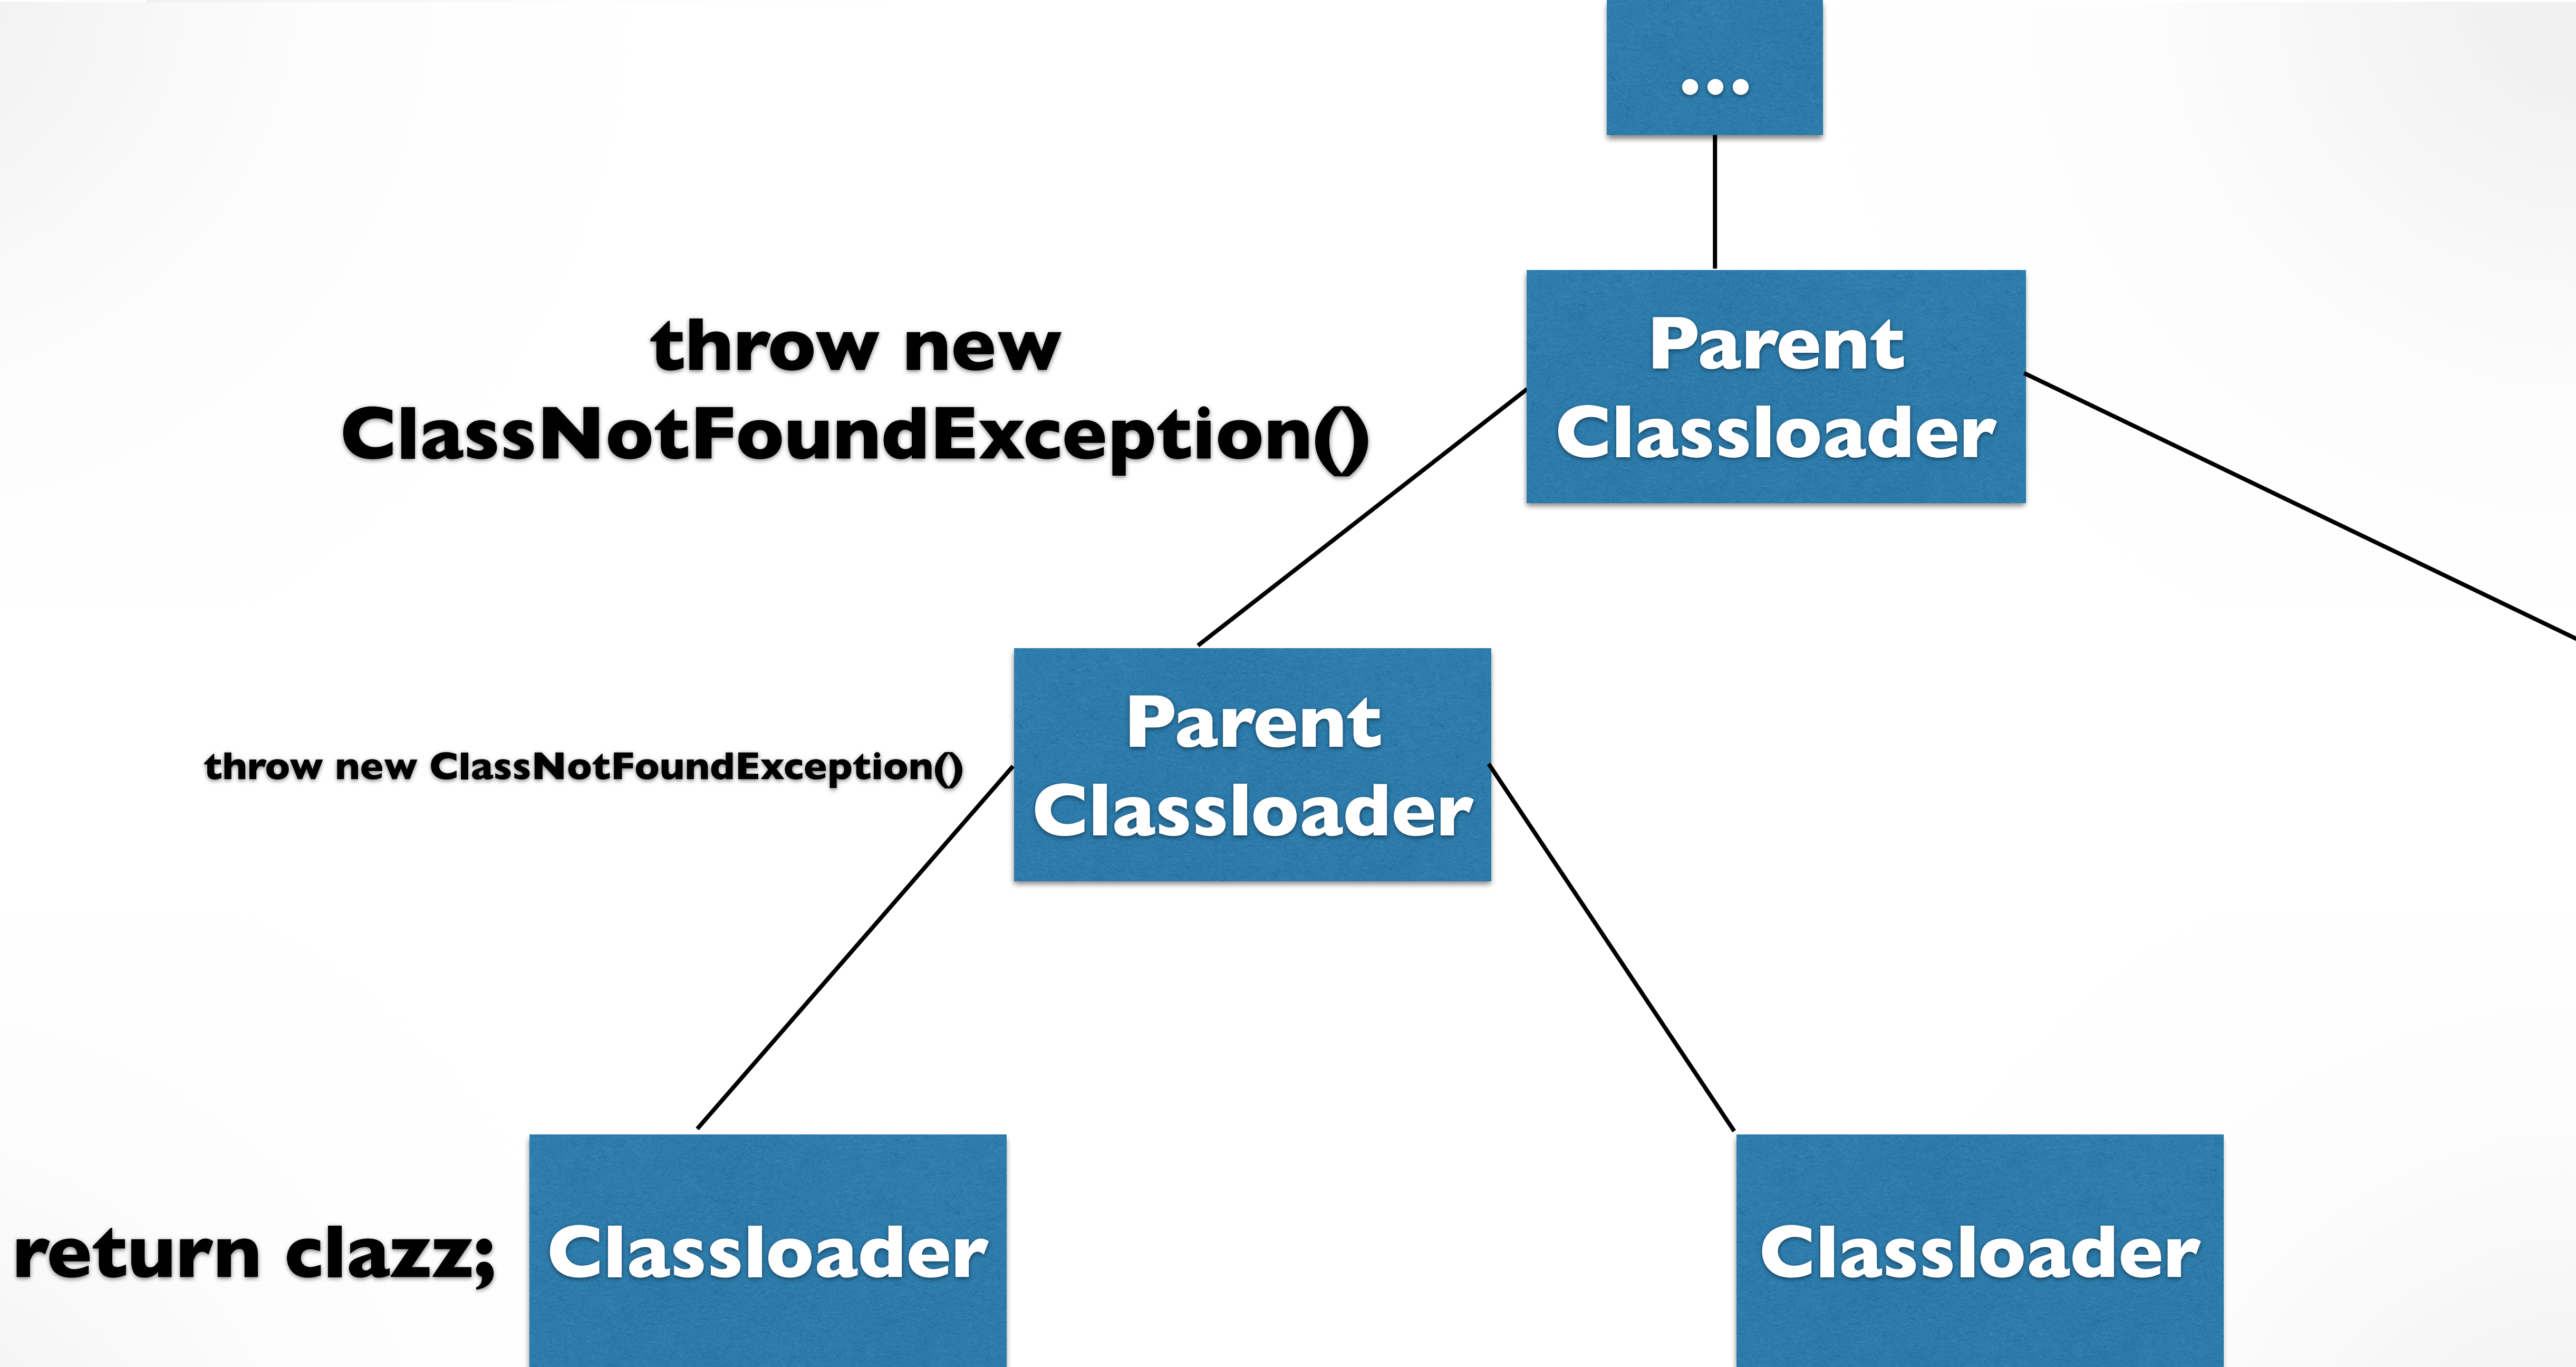 ...
throw new
ClassNotFoundException()
Parent
Classloader
throw new ClassNotFoundException()
Parent
Classloader
return clazz;
Classloader
Classloader